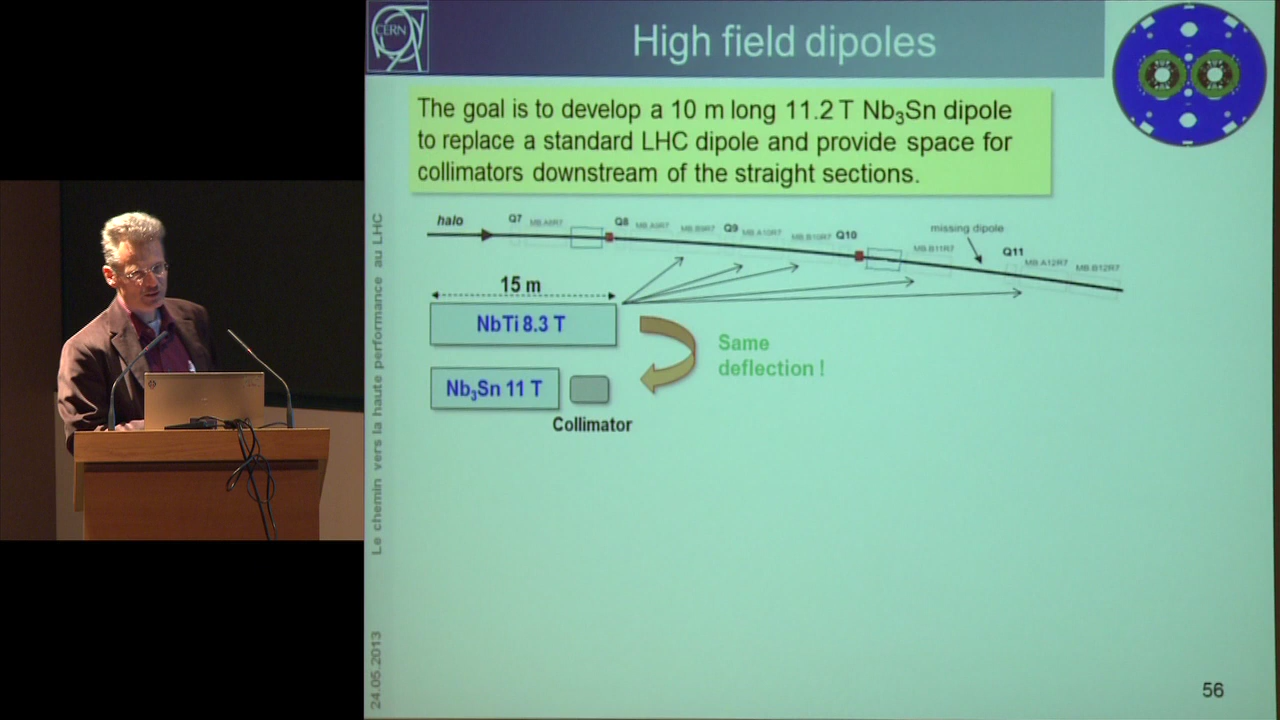 CERN
High field dipoles
The goal is to develop a 10 m long 11.2 T Nb₃Sn dipole
to replace a standard LHC dipole and provide space for
collimators downstream of the straight sections.
halo
Q7
MB.A8R7
Q8
MB.A9R7
MB.B9R7
Q9
MB.A10R7
MB.B10R7
Q10
MB.B11R7
missing dipole
Q11
MB.A12R7
MB.B12R7
15 m
NbTi 8.3 T
Same
deflection !
Nb₃Sn 11 T
Collimator
Le chemin vers la haute performance au LHC
24.05.2013
56